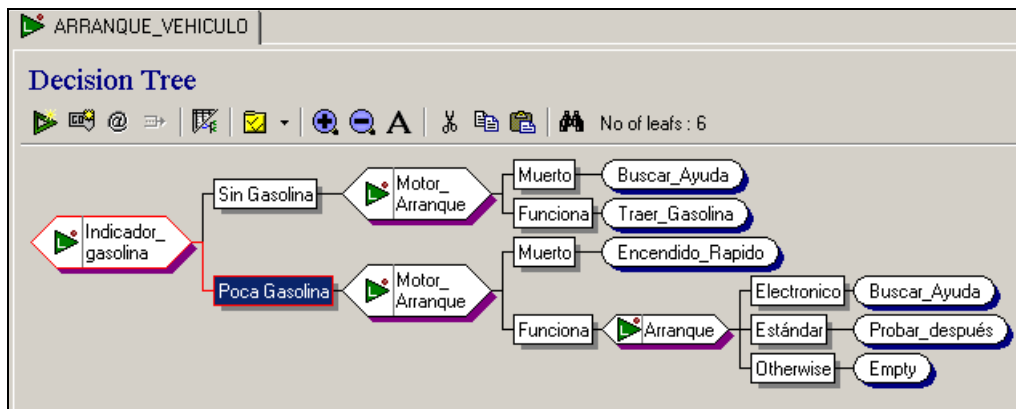 ARRANQUE_VEHICULO
Decision Tree
No of leafs : 6
Indicador_
gasolina
Sin Gasolina
Motor_
Arranque
Muerto
Buscar_Ayuda
Funciona
Traer_Gasolina
Poca Gasolina
Motor_
Arranque
Muerto
Encendido_Rapido
Funciona
Arranque
Electronico
Buscar_Ayuda
Estándar
Probar_después
Otherwise
Empty